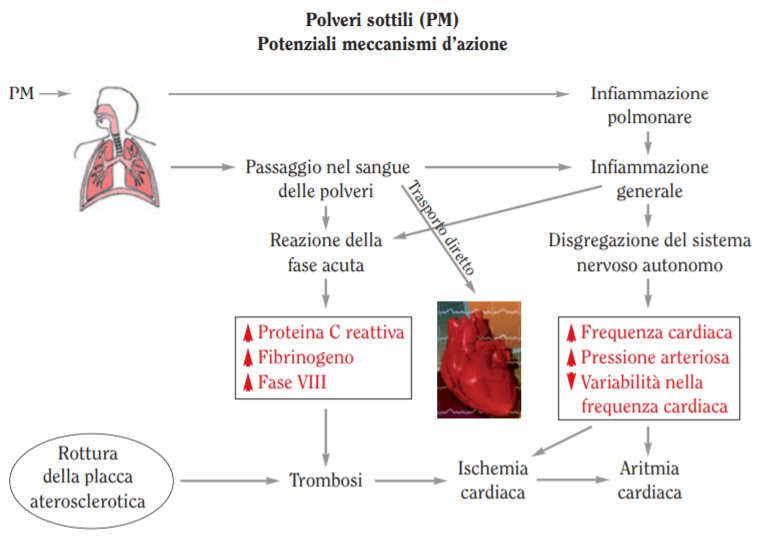 Polveri sottili (PM)
Potenziali meccanismi d'azione
PM
Infiammazione
polmonare
Passaggio nel sangue
delle polveri
Infiammazione
generale
Trasporto diretto
Reazione della
fase acuta
Disgregazione del sistema
nervoso autonomo
Proteina C reattiva
Fibrinogeno
Fase VIII
Frequenza cardiaca
Pressione arteriosa
Variabilità nella
frequenza cardiaca
Rottura
della placca
aterosclerotica
Trombosi
Ischemia
cardiaca
Aritmia
cardiaca